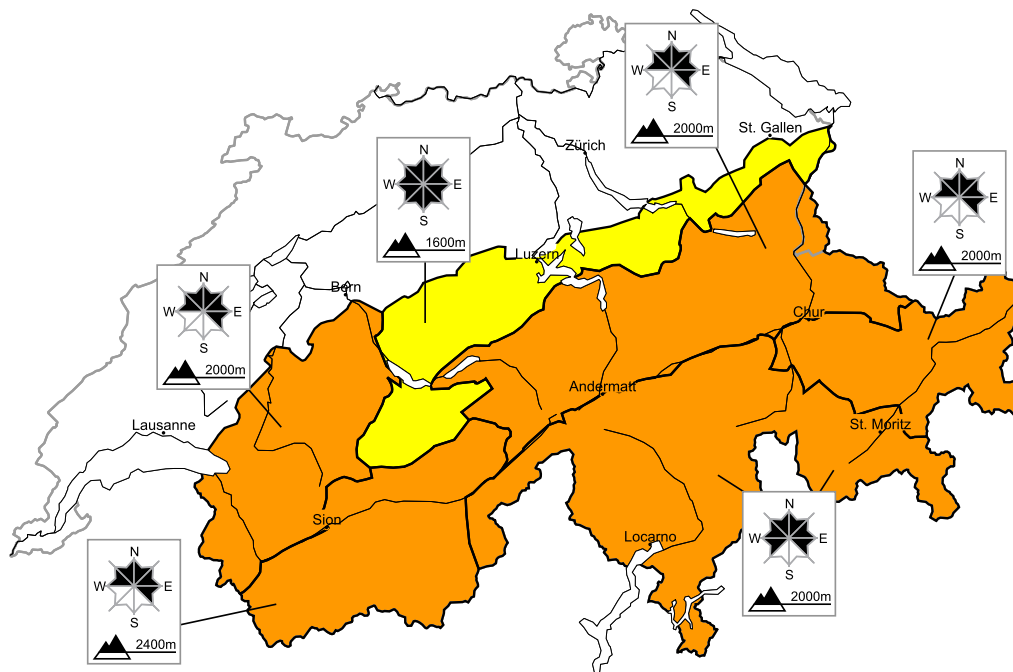 N
W E
S
2000m
St. Gallen
Zürich
N
W E
S
1600m
N
W E
S
2000m
Luzern
Bern
N
W E
S
2000m
Chur
Andermatt
Lausanne
St. Moritz
Sion
N
W E
S
2000m
Locarno
N
W E
S
2400m